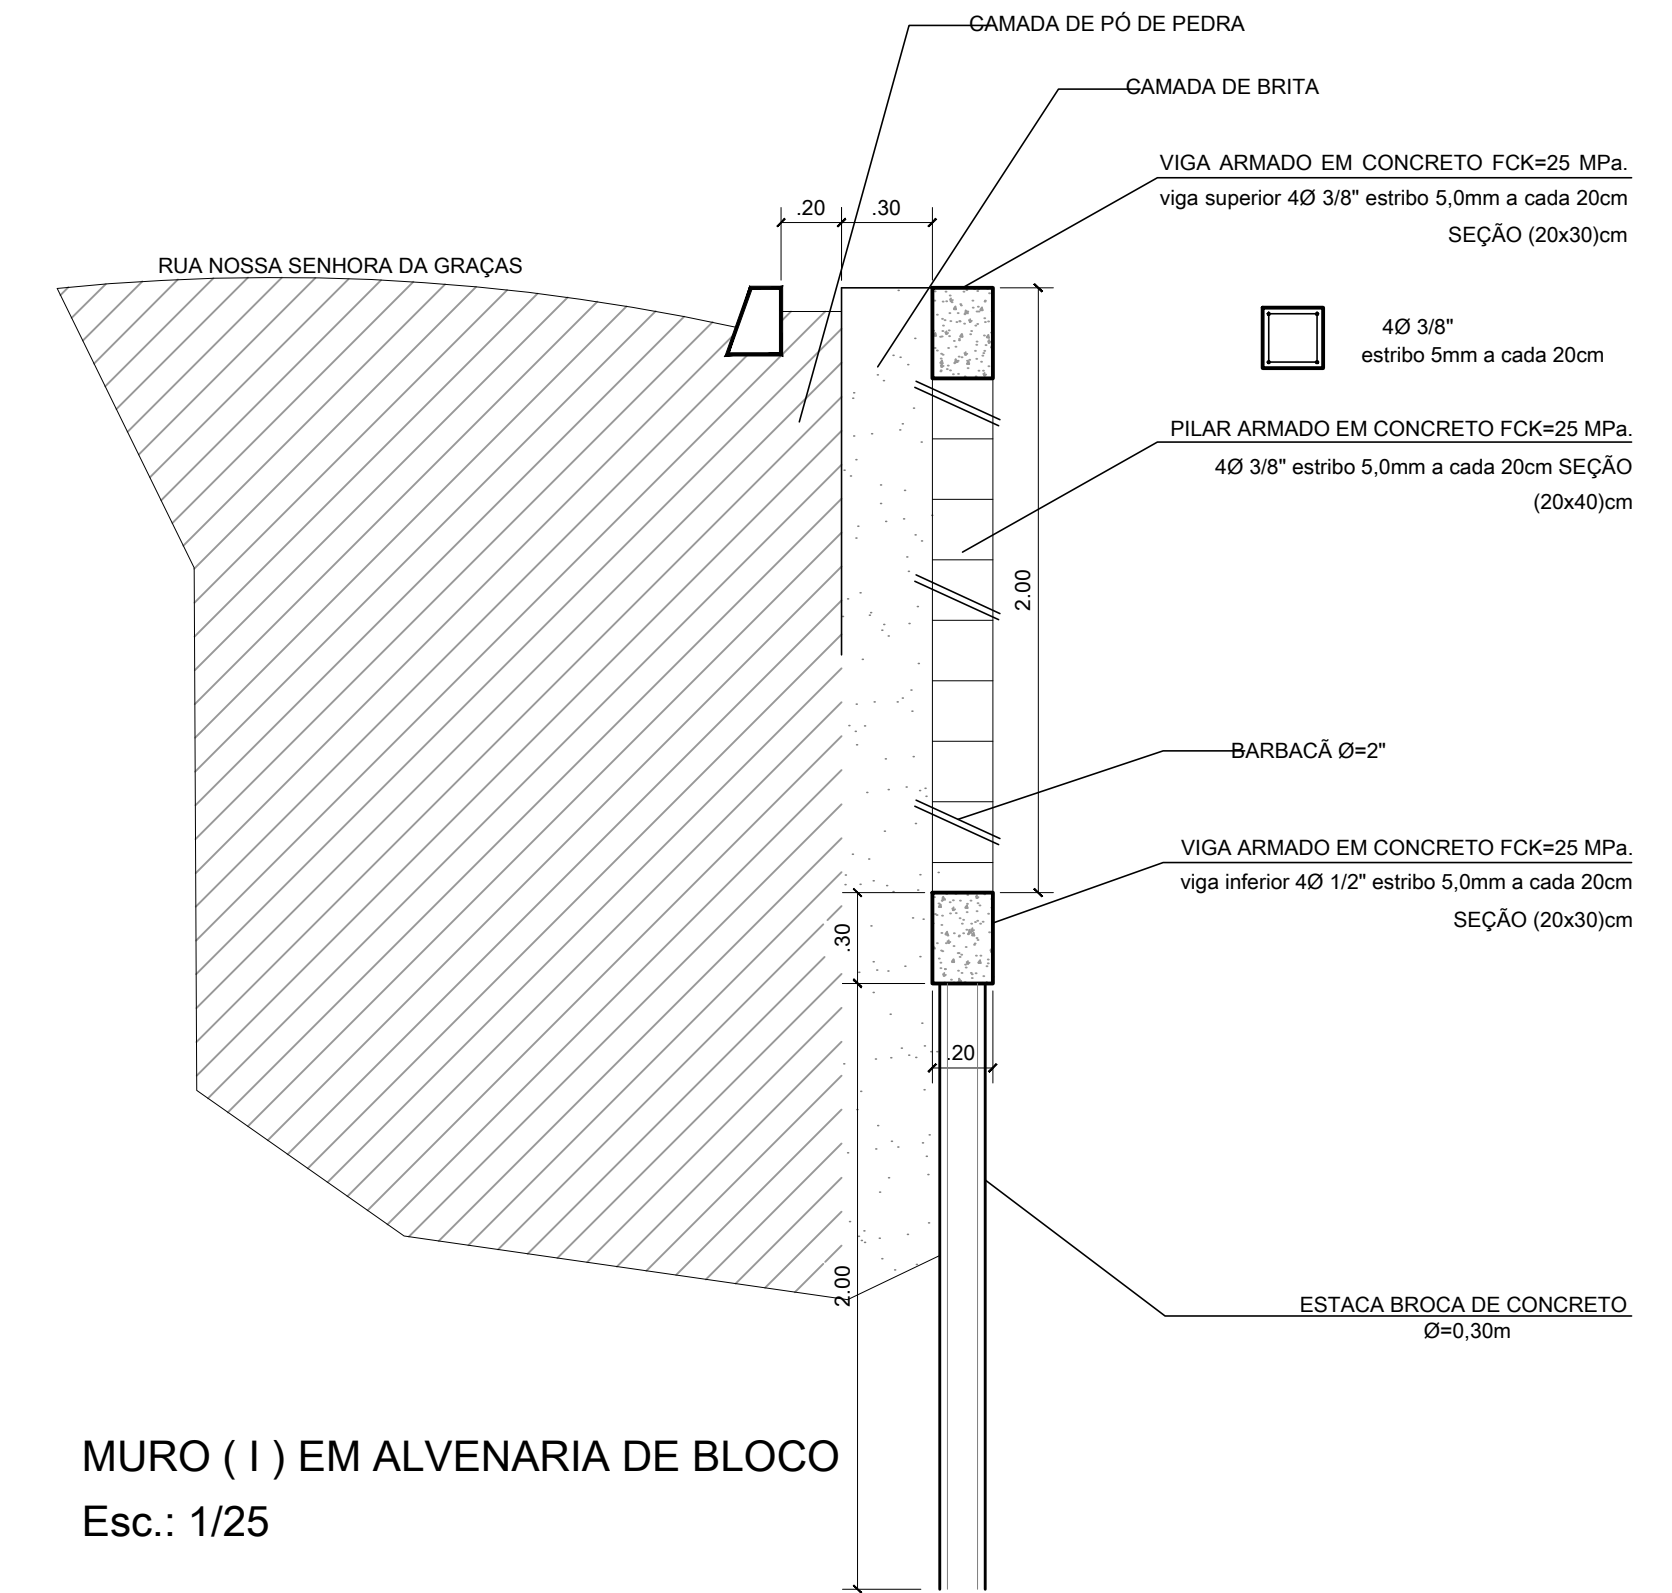 CAMADA DE PÓ DE PEDRA
CAMADA DE BRITA
VIGA ARMADO EM CONCRETO FCK=25 MPa.
viga superior 4Ø 3/8" estribo 5,0mm a cada 20cm
SEÇÃO (20x30)cm
.20
.30
RUA NOSSA SENHORA DA GRAÇAS
4Ø 3/8"
estribo 5mm a cada 20cm
PILAR ARMADO EM CONCRETO FCK=25 MPa.
4Ø 3/8" estribo 5,0mm a cada 20cm SEÇÃO
(20x40)cm
2.00
BARBACÃ Ø=2"
VIGA ARMADO EM CONCRETO FCK=25 MPa.
viga inferior 4Ø 1/2" estribo 5,0mm a cada 20cm
SEÇÃO (20x30)cm
.30
.20
2.00
ESTACA BROCA DE CONCRETO
Ø=0,30m
MURO ( I ) EM ALVENARIA DE BLOCO
Esc.: 1/25